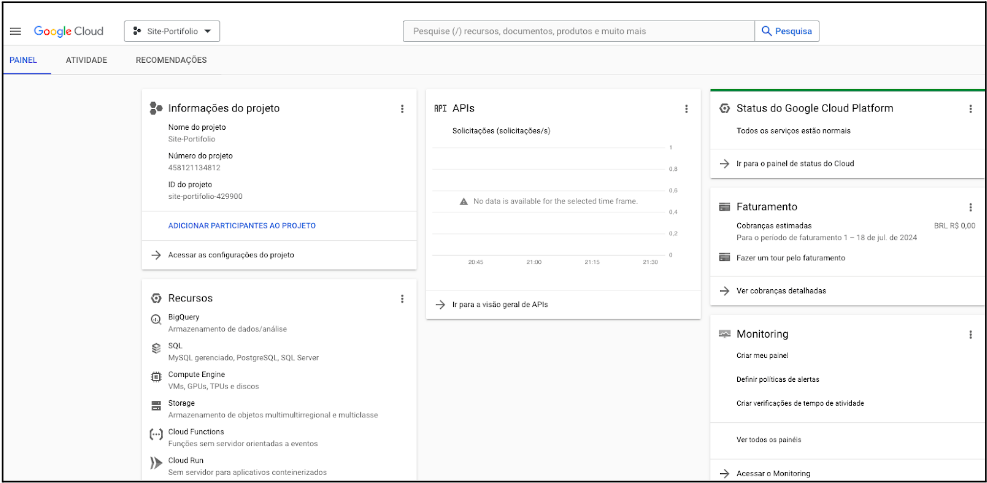 Google Cloud
Site-Portifolio
Pesquise (/) recursos, documentos, produtos e muito mais
Pesquisa
PAINEL
ATIVIDADE
RECOMENDAÇÕES
Informações do projeto
Nome do projeto
Site-Portifolio
Número do projeto
458121134812
ID do projeto
site-portifolio-429900
ADICIONAR PARTICIPANTES AO PROJETO
Acessar as configurações do projeto
Recursos
BigQuery
Armazenamento de dados/análise
SQL
MySQL gerenciado, PostgreSQL, SQL Server
Compute Engine
VMs, GPUs, TPUs e discos
Storage
Armazenamento de objetos multimultirregional e multiclasse
Cloud Functions
Funções sem servidor orientadas a eventos
Cloud Run
Sem servidor para aplicativos conteinerizados
API APIs
Solicitações (solicitações/s)
1
0,8
0,6
No data is available for the selected time frame.
0,4
0,2
0
20:45 21:00 21:15 21:30
Ir para a visão geral de APIs
Status do Google Cloud Platform
Todos os serviços estão normais
Ir para o painel de status do Cloud
Faturamento
Cobranças estimadas BRL R$ 0,00
Para o período de faturamento 1 – 18 de jul. de 2024
Fazer um tour pelo faturamento
Ver cobranças detalhadas
Monitoring
Criar meu painel
Definir políticas de alertas
Criar verificações de tempo de atividade
Ver todos os painéis
Acessar o Monitoring